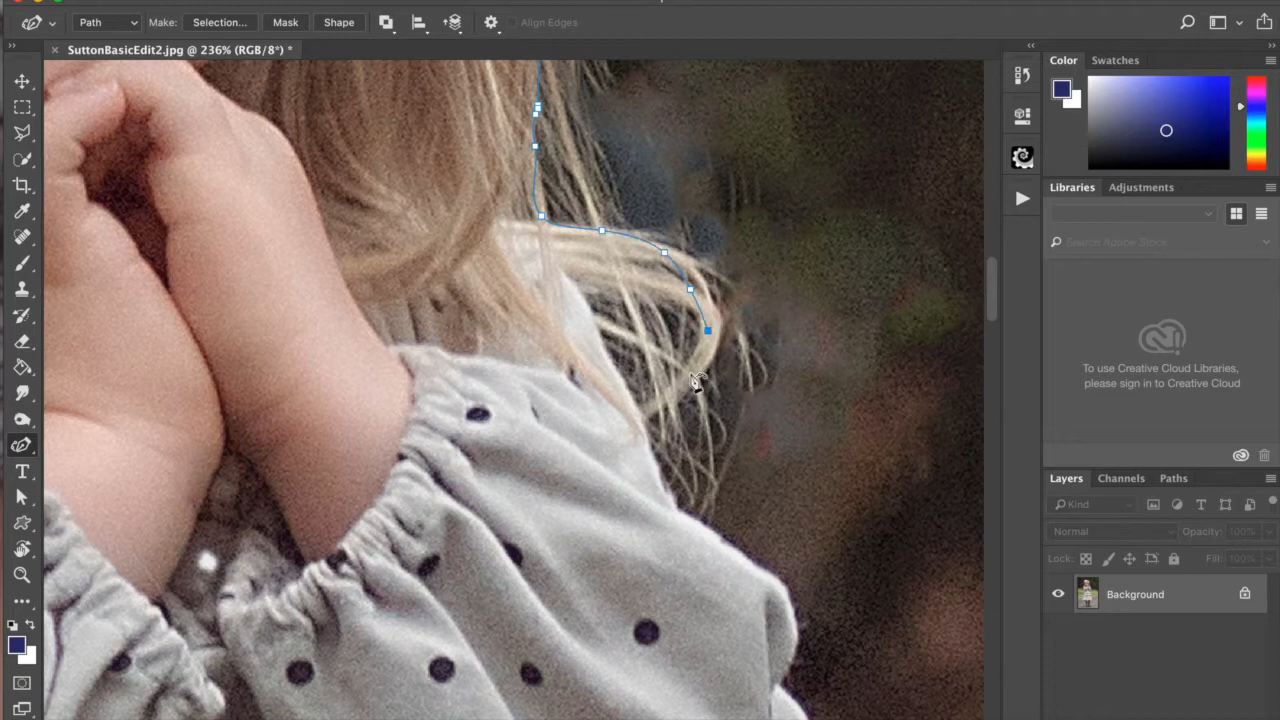 Path
Make:
Selection...
Mask
Shape
Align Edges
SuttonBasicEdit2.jpg @ 236% (RGB/8*) *
Color
Swatches
Libraries
Adjustments
Search Adobe Stock
To use Creative Cloud Libraries,
please sign in to Creative Cloud
Layers
Channels
Paths
Kind
Normal
Opacity: 100%
Lock:
Fill: 100%
Background